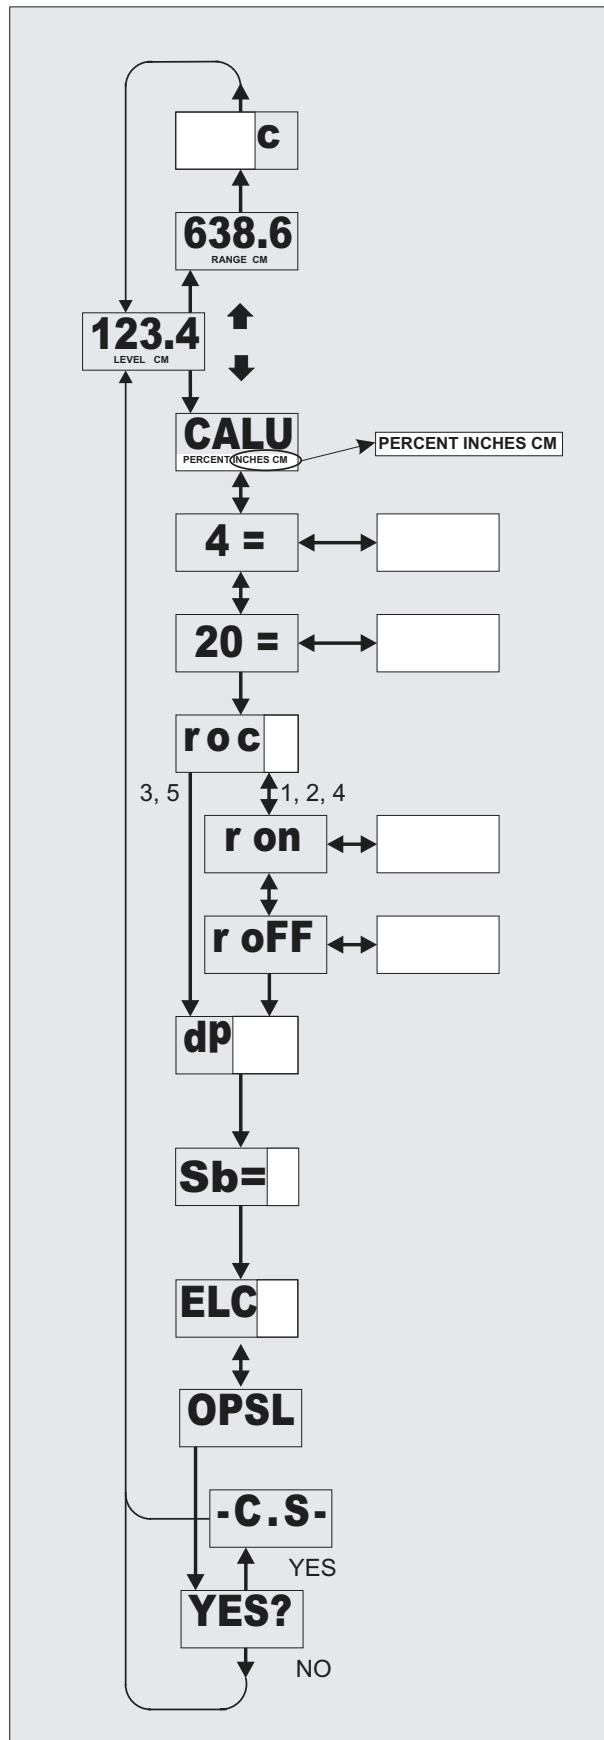 c
638.6
RANGE CM
123.4
LEVEL CM
CALU
PERCENT INCHES CM
PERCENT INCHES CM
4 =
20 =
r o c
3, 5
1, 2, 4
r on
r oFF
dp
Sb=
ELC
OPSL
-C.S-
YES
YES?
NO